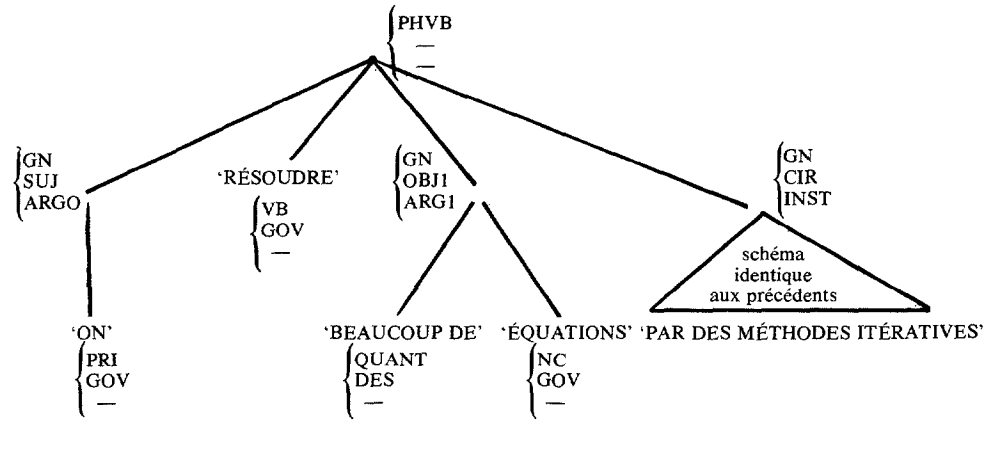 PHVB
—
—
GN
SUJ
ARGO
'RÉSOUDRE'
VB
GOV
—
GN
OBJ1
ARG1
GN
CIR
INST
schéma
identique
aux précédents
'ON'
PRI
GOV
—
'BEAUCOUP DE'
QUANT
DES
—
'ÉQUATIONS'
NC
GOV
—
'PAR DES MÉTHODES ITÉRATIVES'